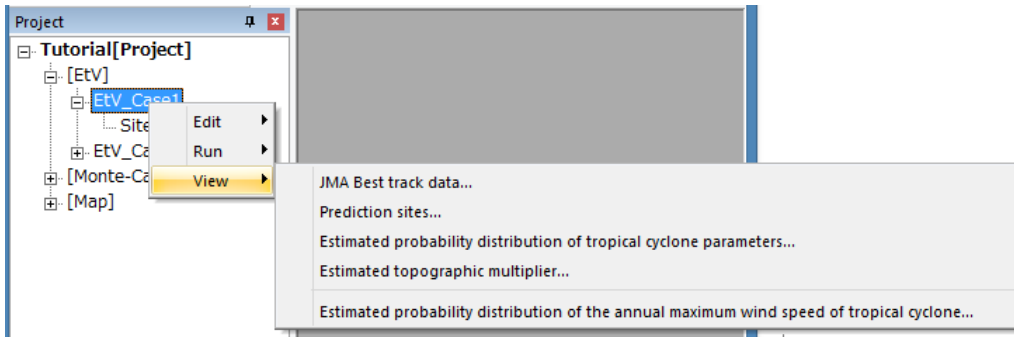 Project
Tutorial[Project]
[EtV]
EtV_Case1
Site
Edit
EtV_Ca
Run
[Monte-Ca
View
[Map]
JMA Best track data...
Prediction sites...
Estimated probability distribution of tropical cyclone parameters...
Estimated topographic multiplier...
Estimated probability distribution of the annual maximum wind speed of tropical cyclone...